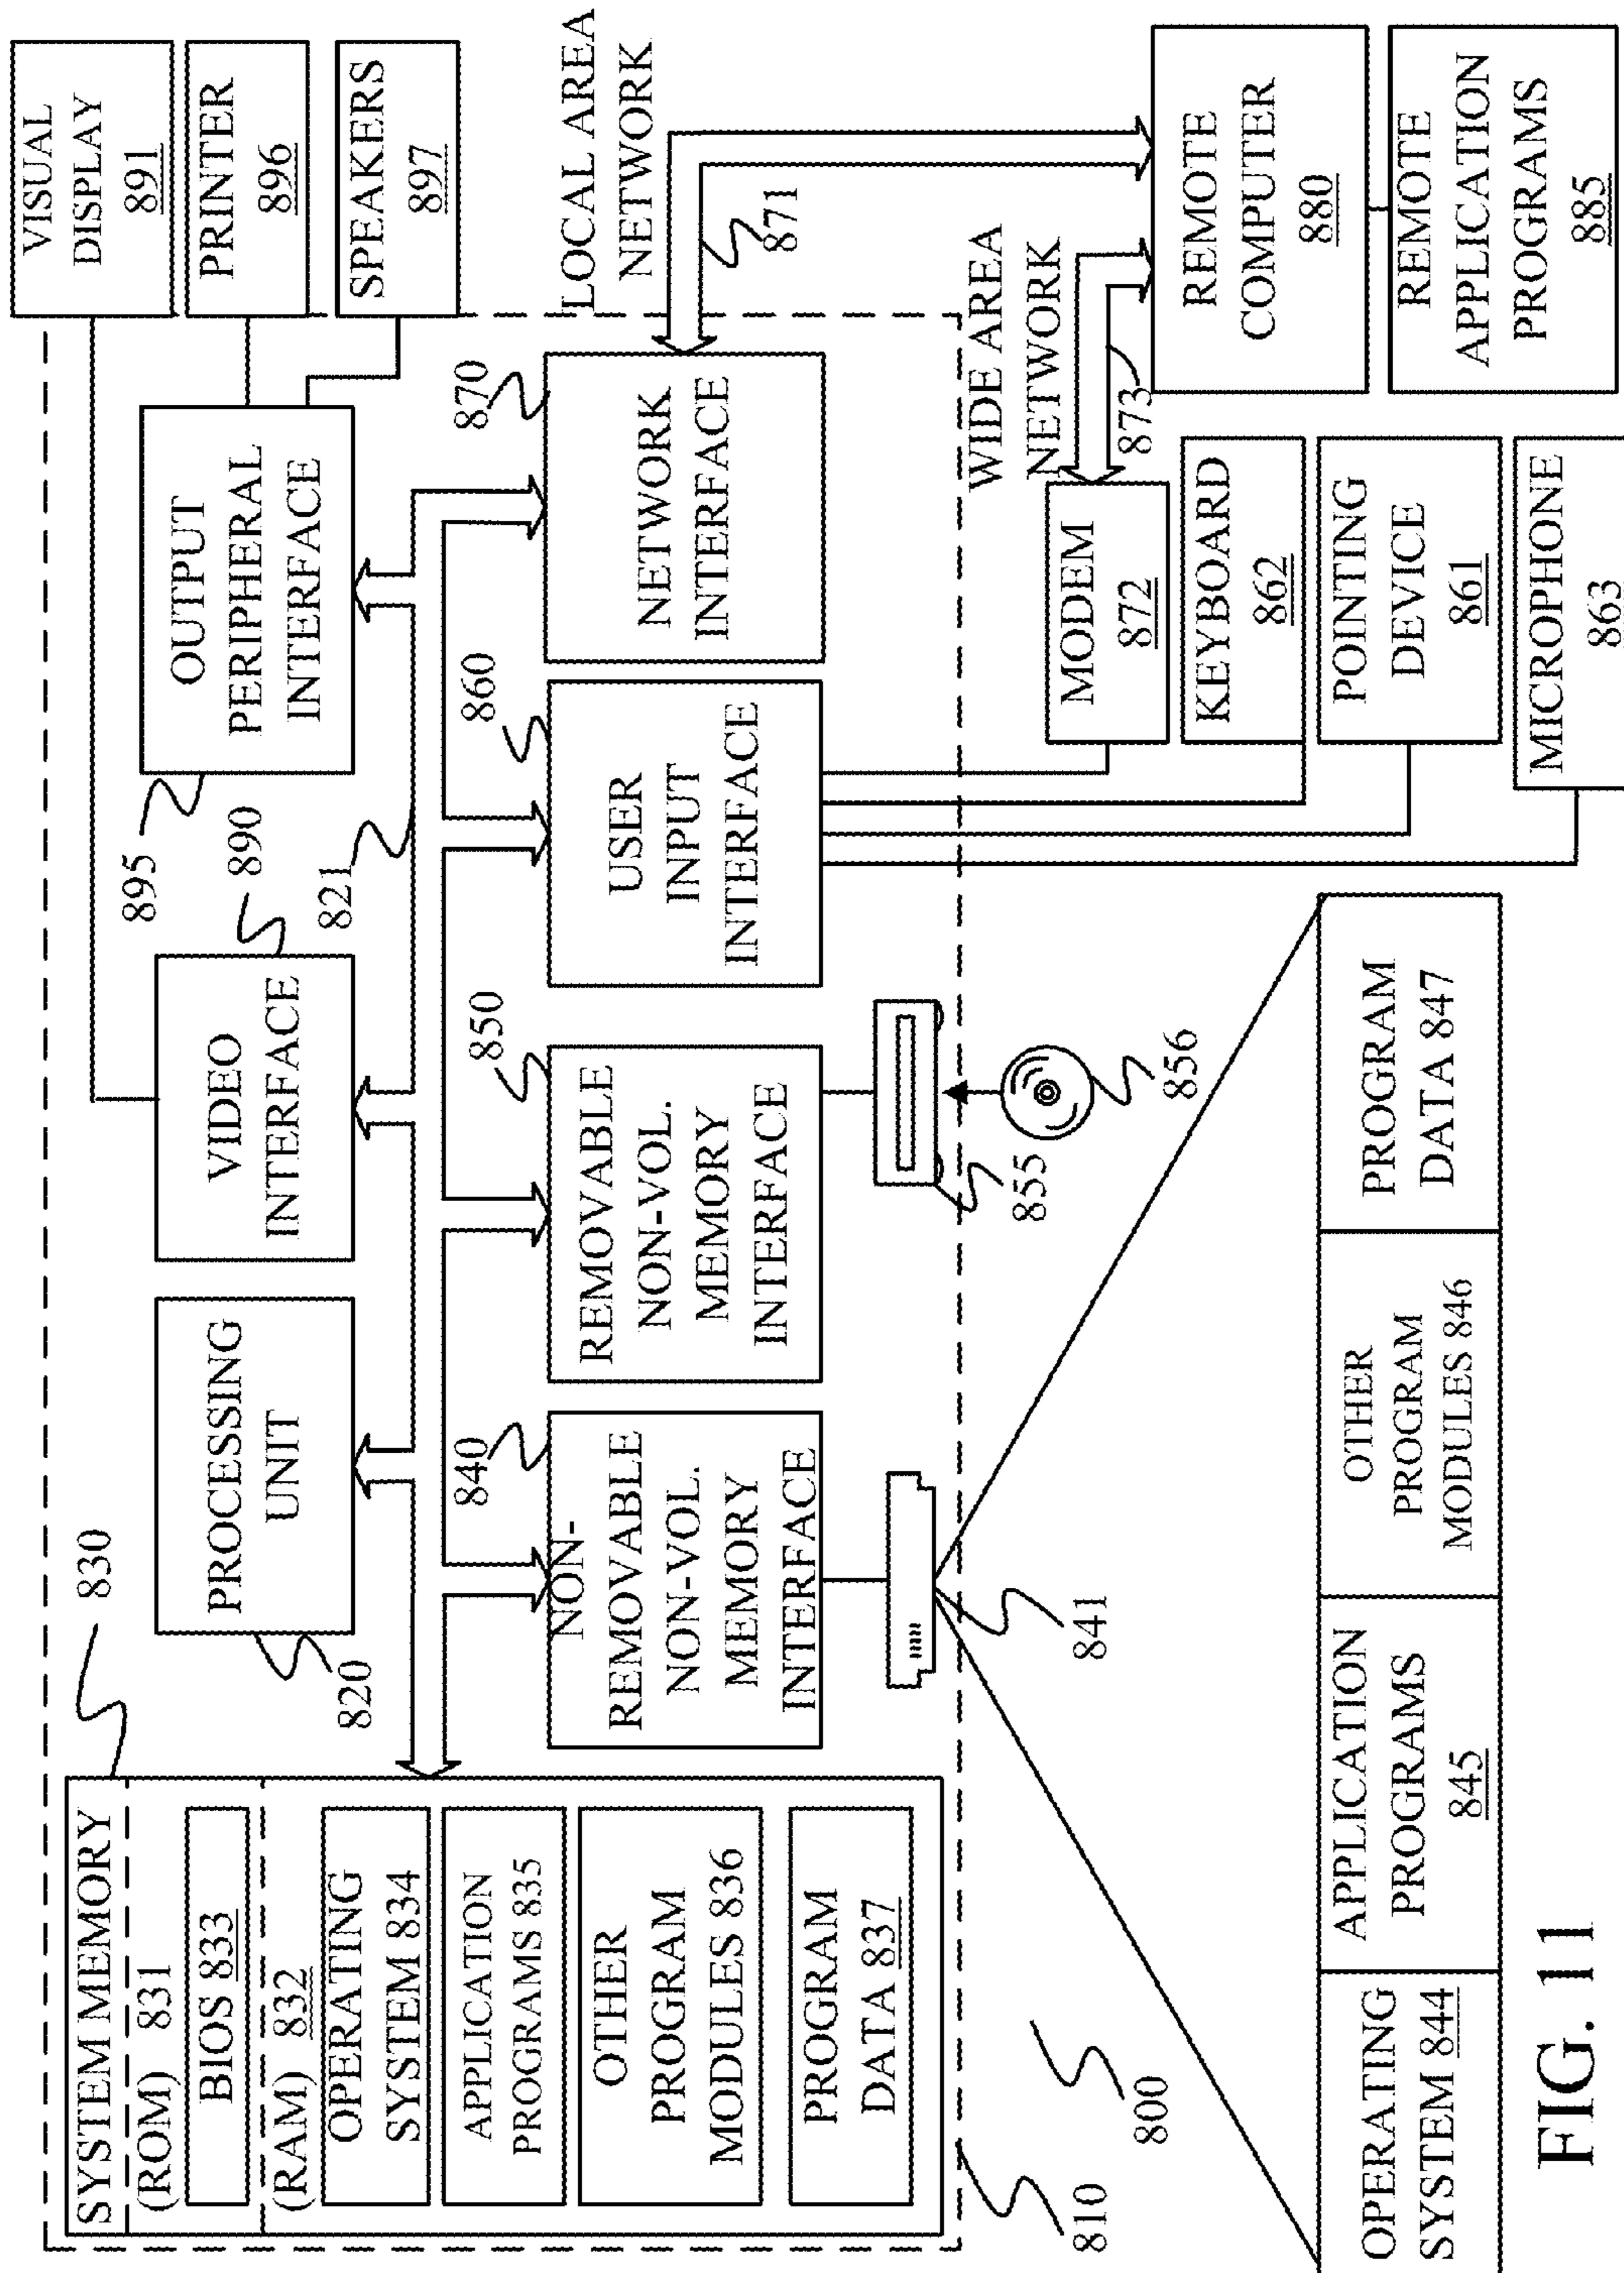 SYSTEM MEMORY
(ROM) 831
BIOS 833
(RAM) 832
OPERATING
SYSTEM 834
APPLICATION
PROGRAMS 835
OTHER
PROGRAM
MODULES 836
PROGRAM
DATA 837
830
PROCESSING
UNIT
820
VIDEO
INTERFACE
890
OUTPUT
PERIPHERAL
INTERFACE
895
821
VISUAL
DISPLAY
891
PRINTER
896
SPEAKERS
897
NON-
REMOVABLE
NON-VOL.
MEMORY
INTERFACE
840
REMOVABLE
NON-VOL.
MEMORY
INTERFACE
850
USER
INPUT
INTERFACE
860
NETWORK
INTERFACE
870
LOCAL AREA
NETWORK
871
841
855
856
WIDE AREA
NETWORK
873
MODEM
872
KEYBOARD
862
POINTING
DEVICE
861
MICROPHONE
863
REMOTE
COMPUTER
880
REMOTE
APPLICATION
PROGRAMS
885
810
800
OPERATING
SYSTEM 844
APPLICATION
PROGRAMS
845
OTHER
PROGRAM
MODULES 846
PROGRAM
DATA 847
FIG. 11